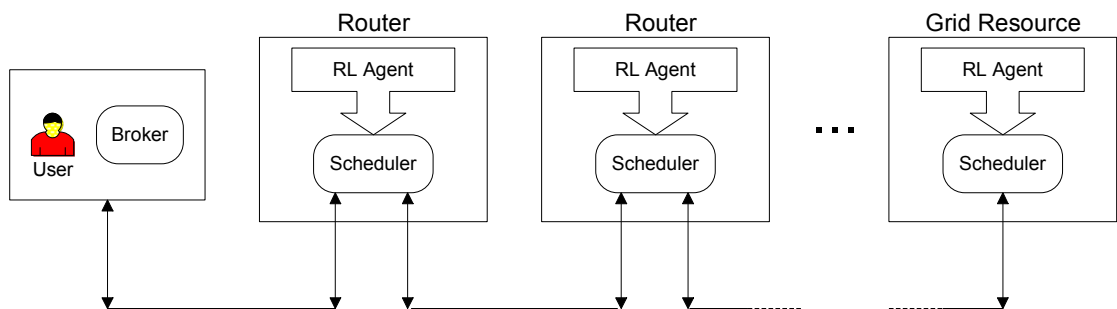 Router
Router
Grid Resource
RL Agent
RL Agent
RL Agent
Broker
User
Scheduler
Scheduler
...
Scheduler